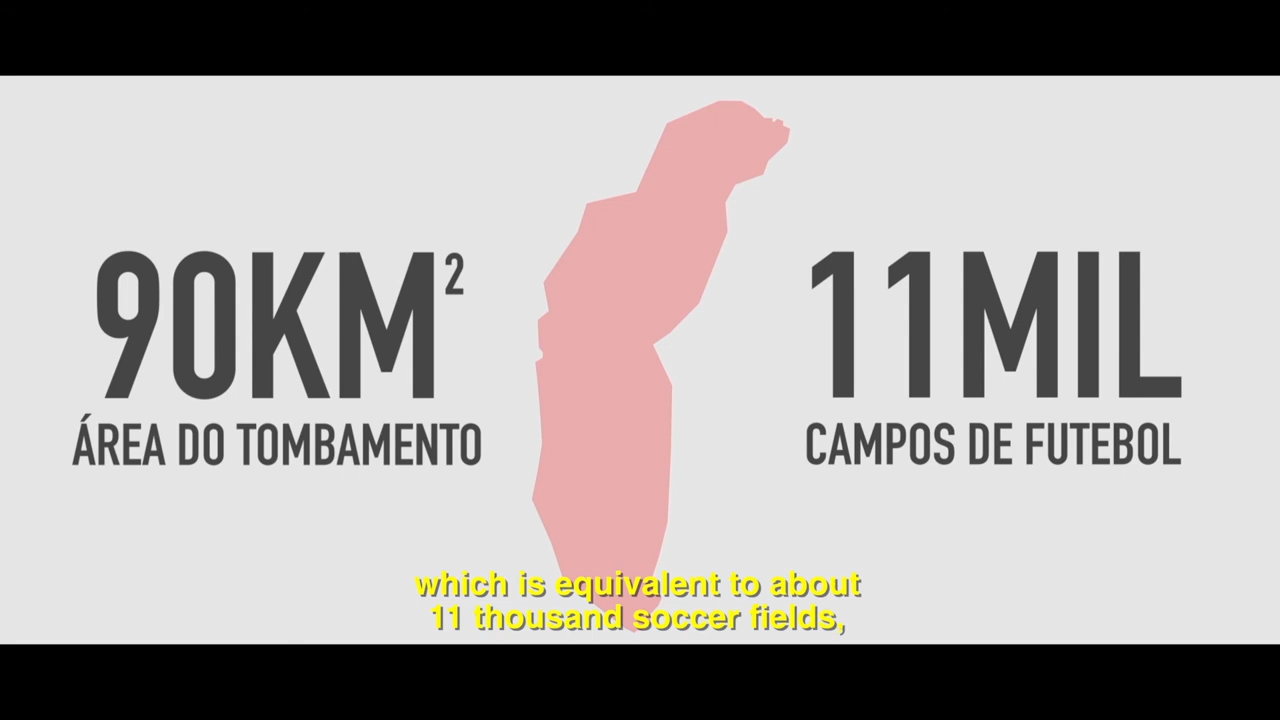 90KM²
ÁREA DO TOMBAMENTO
11MIL
CAMPOS DE FUTEBOL
which is equivalent to about
11 thousand soccer fields,